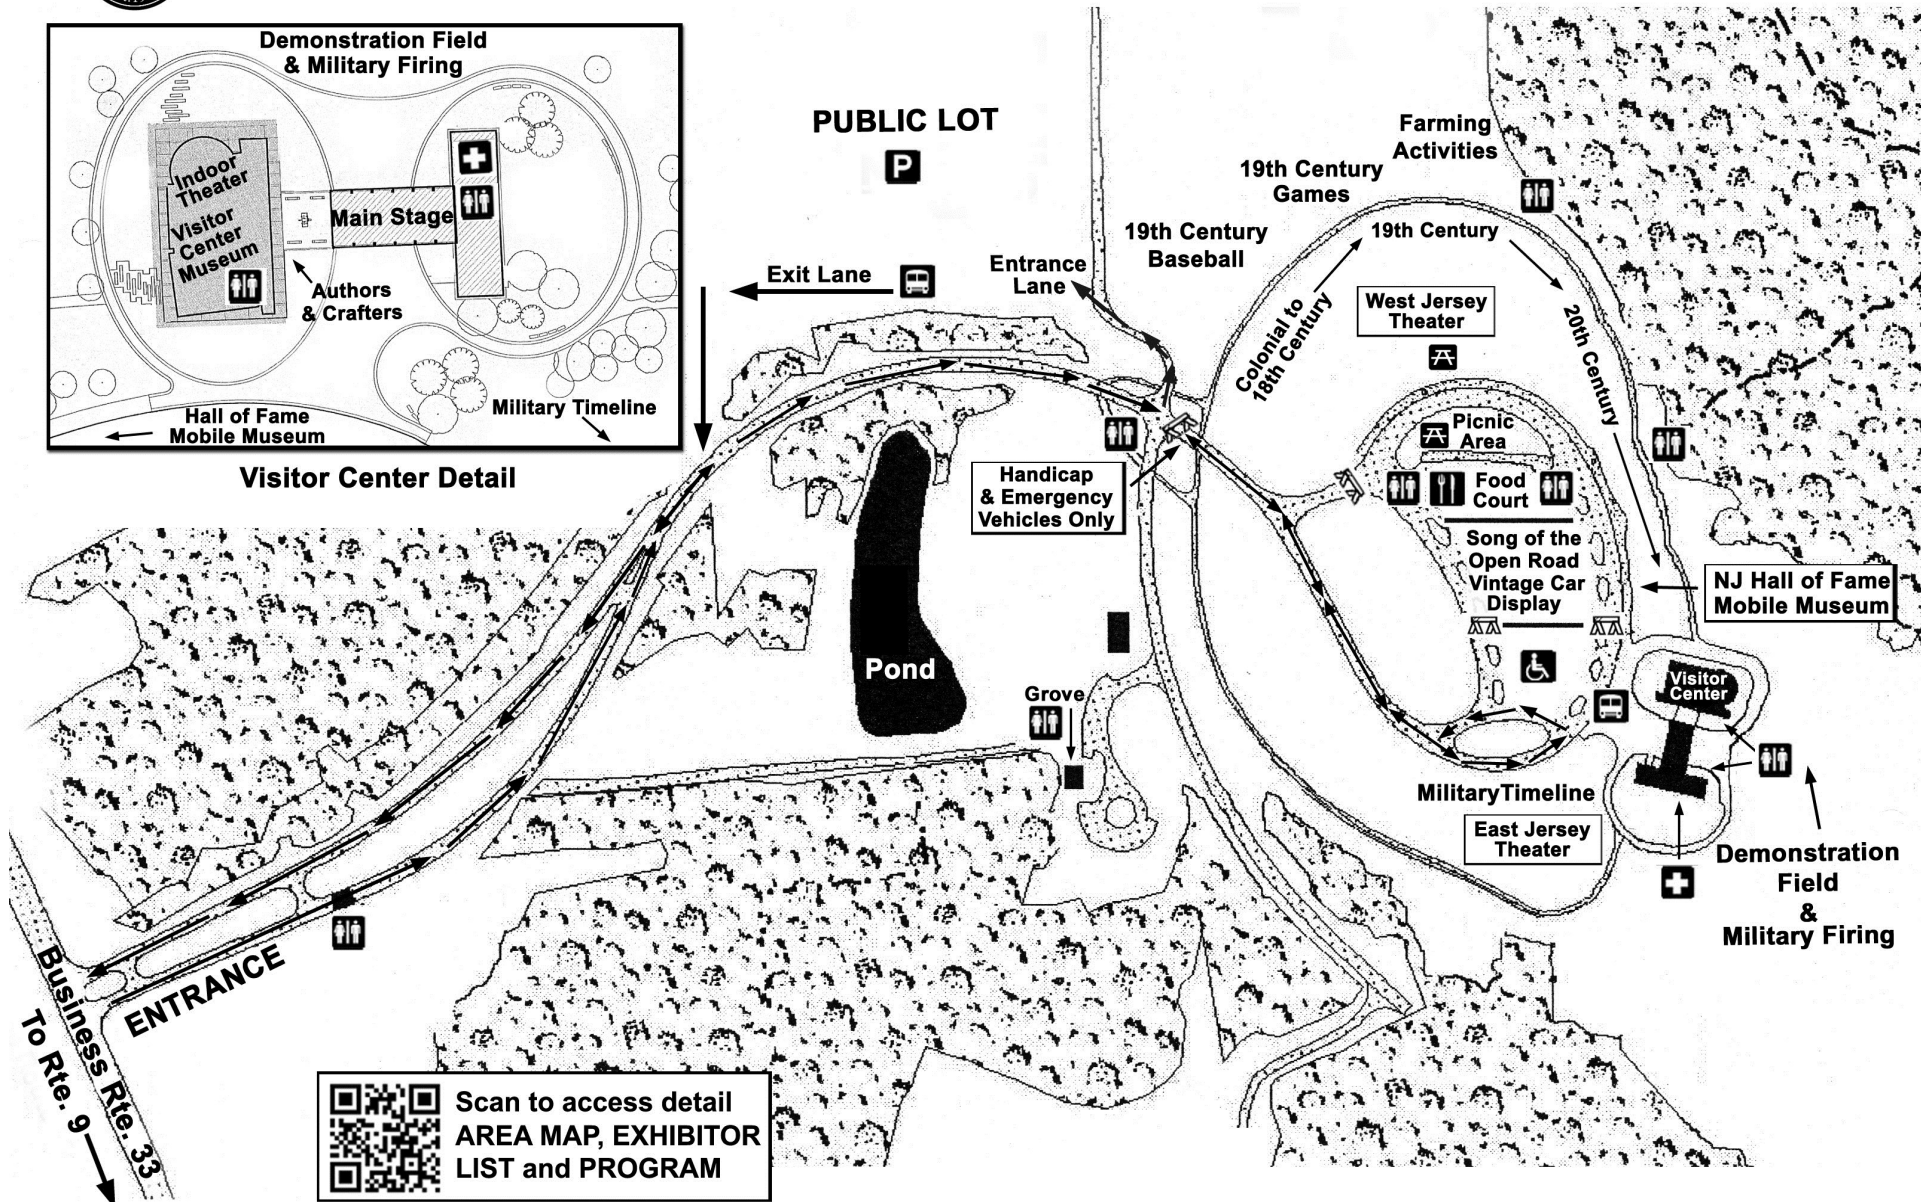 Demonstration Field
& Military Firing
Indoor
Theater
Visitor
Center
Museum
Main Stage
Authors
& Crafters
Hall of Fame
Mobile Museum
Military Timeline
Visitor Center Detail
PUBLIC LOT
P
Exit Lane
Entrance
Lane
19th Century
Baseball
19th Century
Games
Farming
Activities
Colonial to
18th Century
19th Century
20th Century
West Jersey
Theater
Picnic
Area
Food
Court
Song of the
Open Road
Vintage Car
Display
Handicap
& Emergency
Vehicles Only
NJ Hall of Fame
Mobile Museum
Visitor
Center
Pond
Grove
MilitaryTimeline
East Jersey
Theater
Demonstration
Field
&
Military Firing
ENTRANCE
Business Rte. 33
To Rte. 9
Scan to access detail
AREA MAP, EXHIBITOR
LIST and PROGRAM